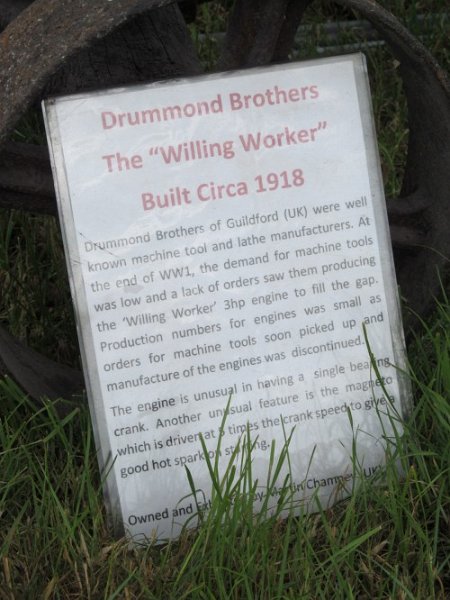 Drummond Brothers
The “Willing Worker”
Built Circa 1918
Drummond Brothers of Guildford (UK) were well
known machine tool and lathe manufacturers. At
the end of WW1, the demand for machine tools
was low and a lack of orders saw them producing
the ‘Willing Worker’ 3hp engine to fill the gap.
Production numbers for engines was small as
orders for machine tools soon picked up and
manufacture of the engines was discontinued.
The engine is unusual in having a single bearing
crank. Another unusual feature is the magneto
which is driven at 5 times the crank speed to give a
good hot spark on starting.
Owned and by Martin (UK)